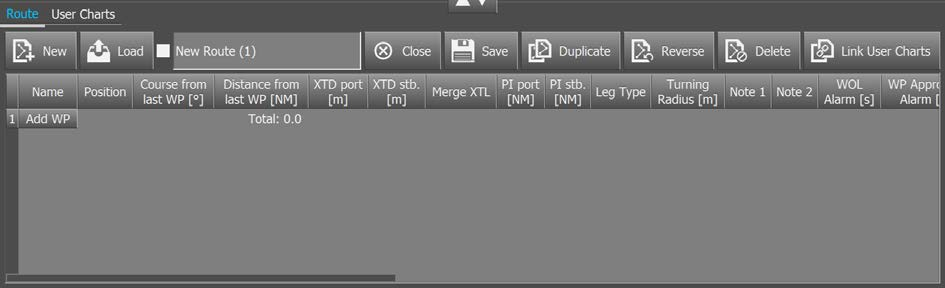 Route User Charts
New Load New Route (1) Close Save Duplicate Reverse Delete Link User Charts
Name Position Course from last WP [°] Distance from last WP [NM] XTD port [m] XTD stb. [m] Merge XTL PI port [NM] PI stb. [NM] Leg Type Turning Radius [m] Note 1 Note 2 WOL Alarm [s] WP Appro Alarm [
1 Add WP Total: 0.0